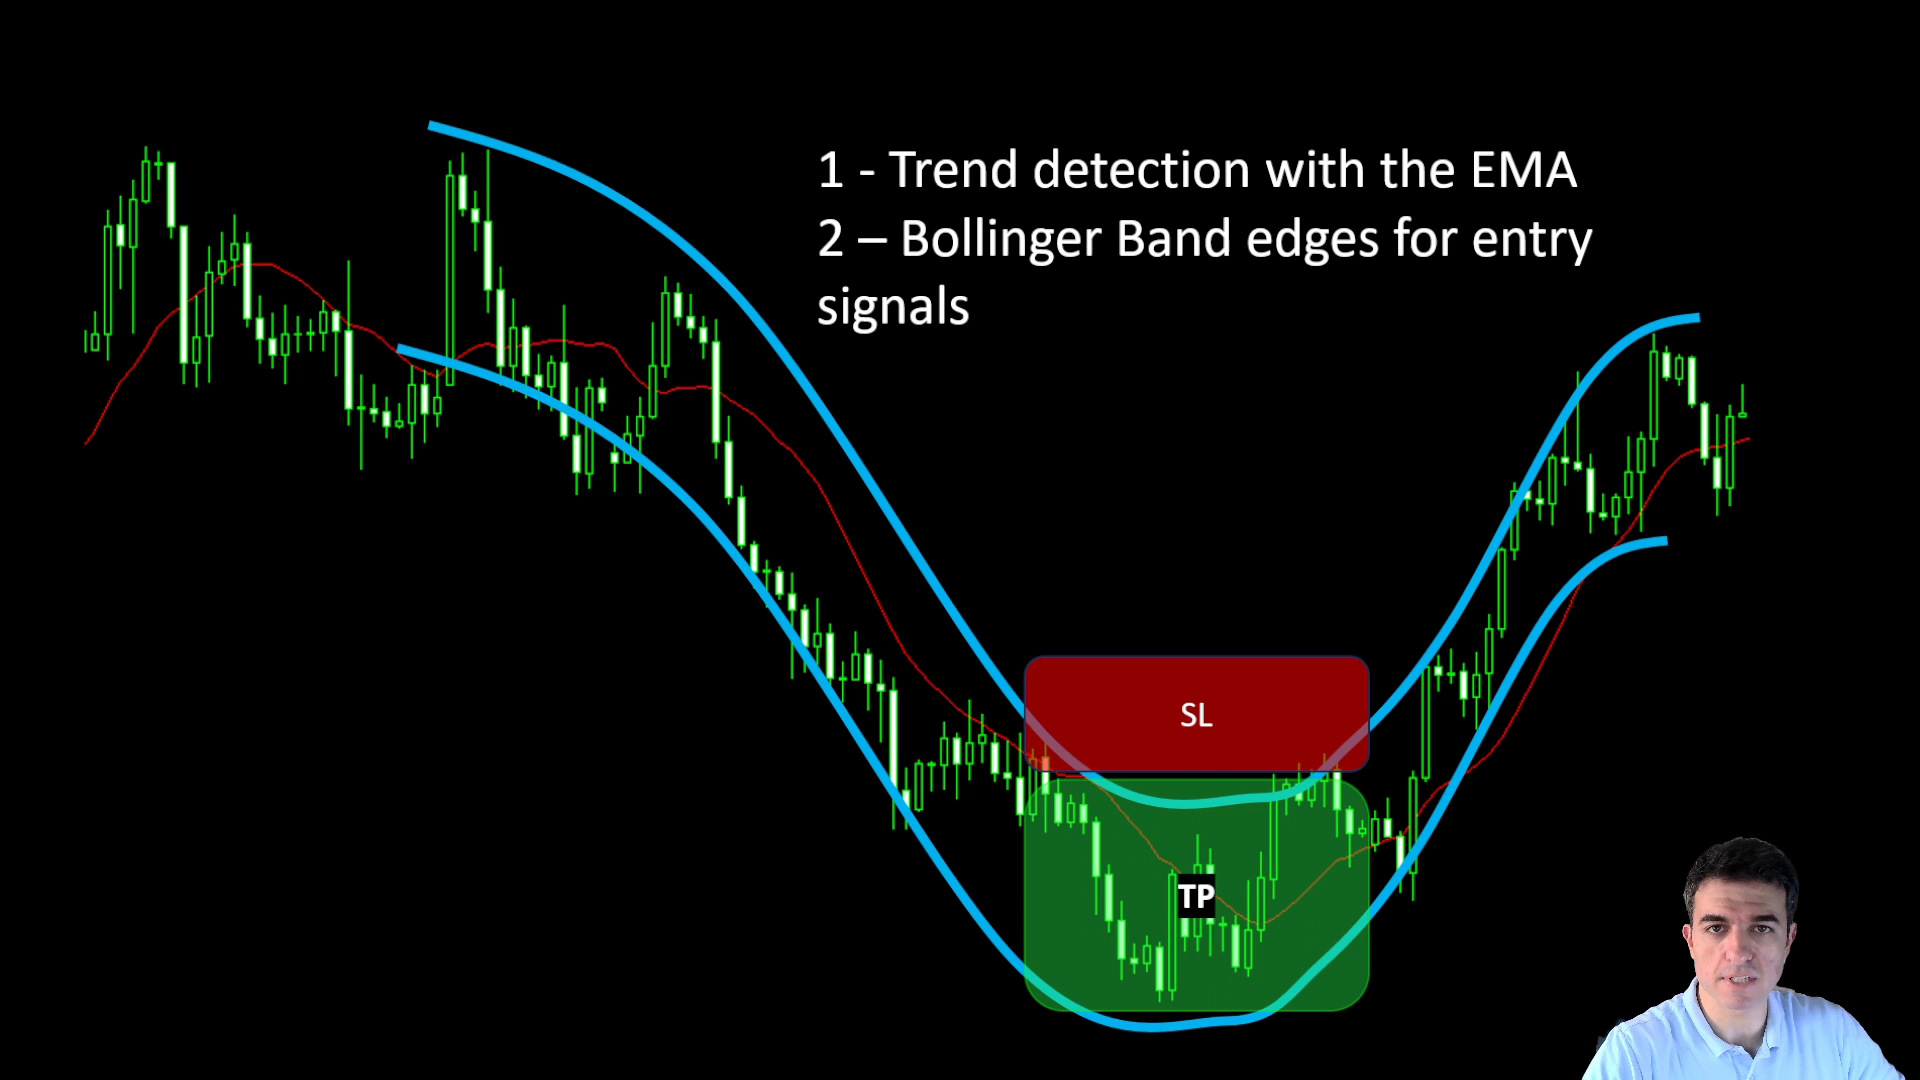 1 - Trend detection with the EMA
2 – Bollinger Band edges for entry
signals
SL
TP